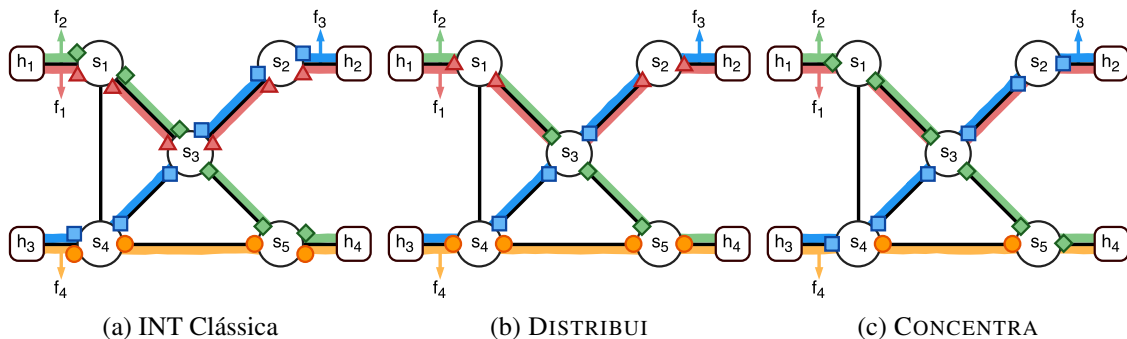 f2 f3
h1 s1 s2 h2
f1
s3
h3 s4 s5 h4
f4
(a) INT Clássica
f2 f3
h1 s1 s2 h2
f1
s3
h3 s4 s5 h4
f4
(b) DISTRIBUI
f2 f3
h1 s1 s2 h2
f1
s3
h3 s4 s5 h4
f4
(c) CONCENTRA